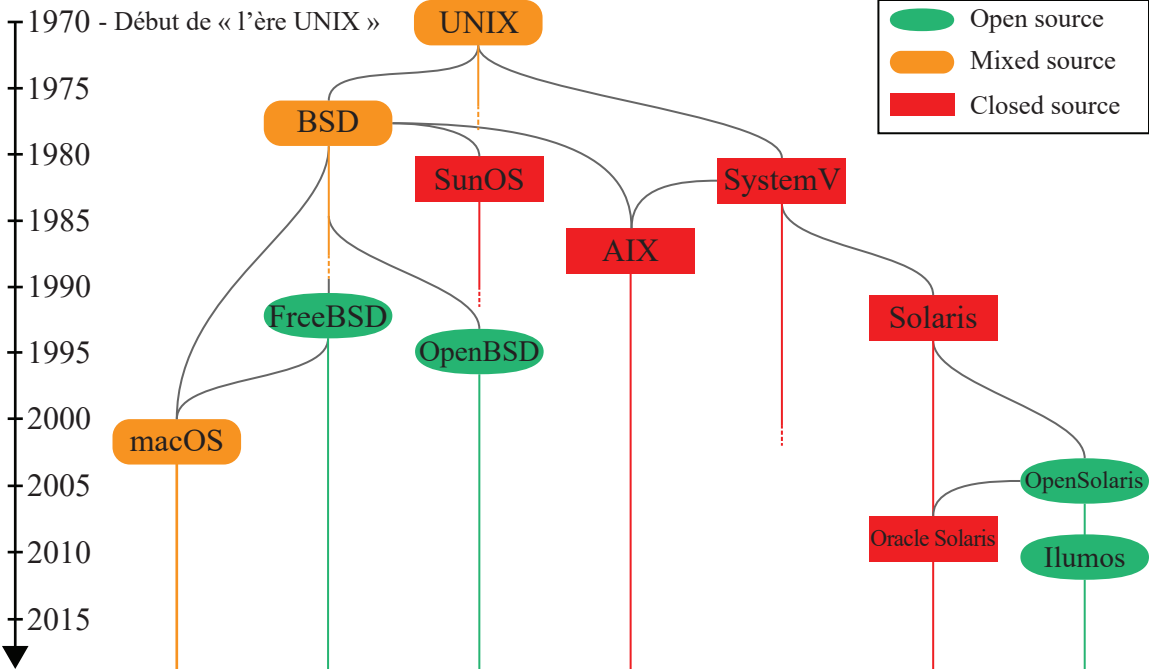 1970 - Début de « l’ère UNIX »
UNIX
Open source
Mixed source
Closed source
1975
BSD
1980
SunOS
SystemV
1985
AIX
1990
FreeBSD
Solaris
1995
OpenBSD
2000
macOS
2005
OpenSolaris
2010
Oracle Solaris
Ilumos
2015